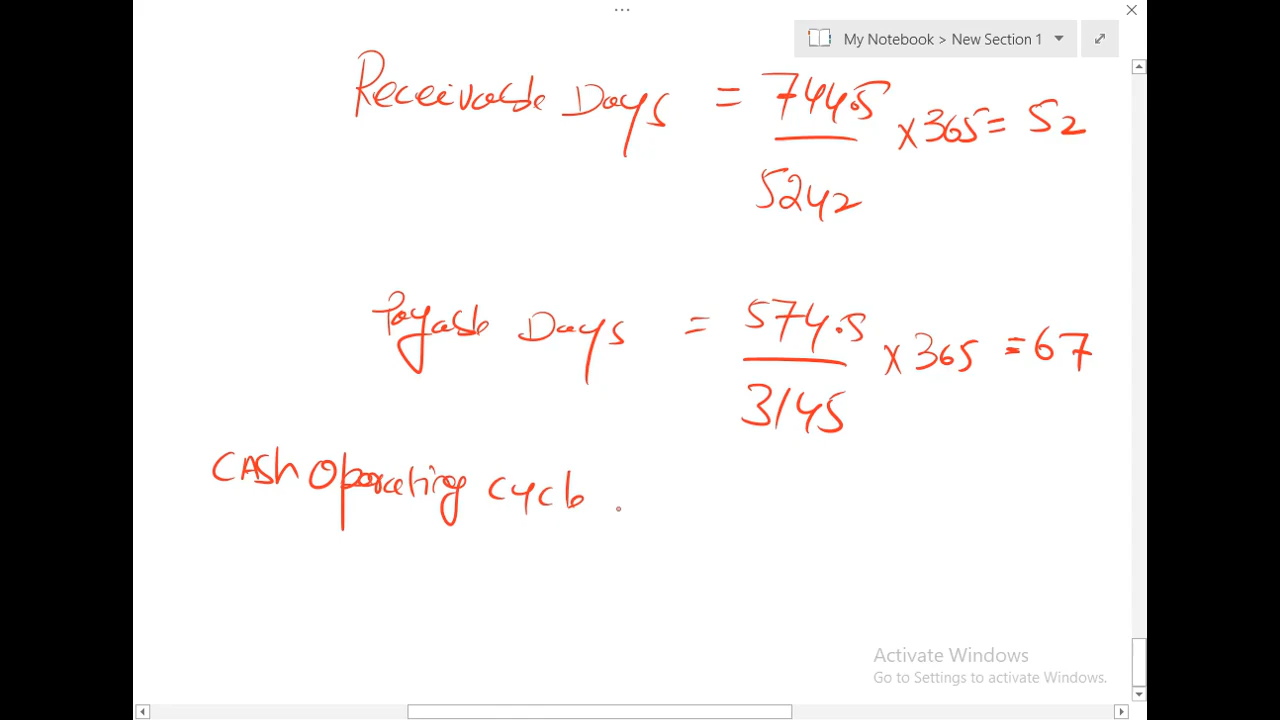 My Notebook > New Section 1
Receivable Days = 744.5 / 5242 × 365 = 52
Payable Days = 574.5 / 3145 × 365 = 67
Cash Operating cycle
Activate Windows
Go to Settings to activate Windows.